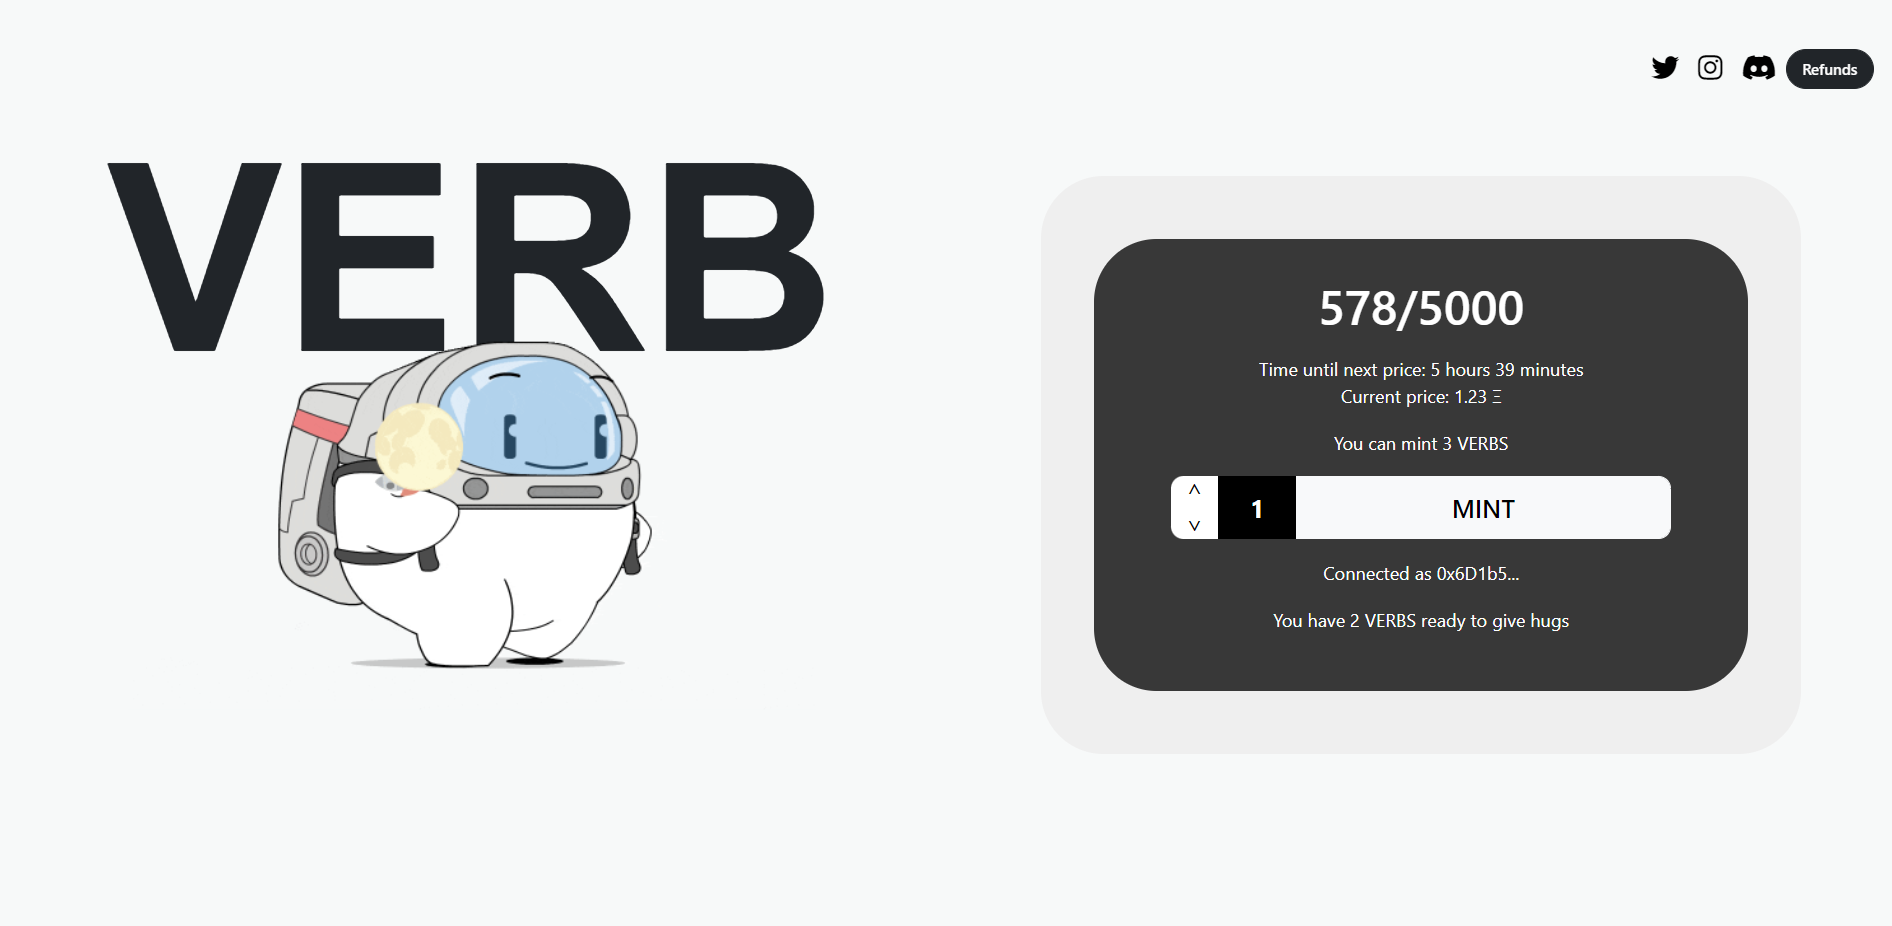 Refunds
VERB
578/5000
Time until next price: 5 hours 39 minutes
Current price: 1.23 Ξ
You can mint 3 VERBS
1
MINT
Connected as 0x6D1b5...
You have 2 VERBS ready to give hugs